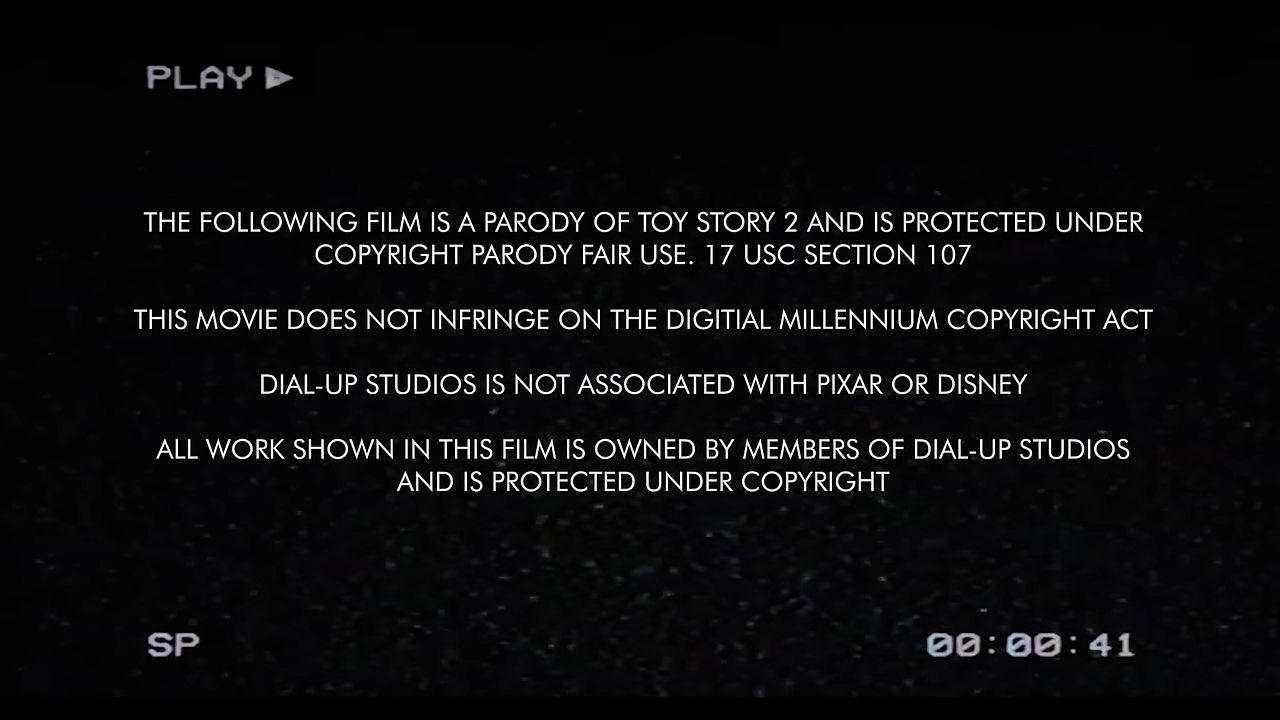 PLAY
THE FOLLOWING FILM IS A PARODY OF TOY STORY 2 AND IS PROTECTED UNDER
COPYRIGHT PARODY FAIR USE. 17 USC SECTION 107
THIS MOVIE DOES NOT INFRINGE ON THE DIGITIAL MILLENNIUM COPYRIGHT ACT
DIAL-UP STUDIOS IS NOT ASSOCIATED WITH PIXAR OR DISNEY
ALL WORK SHOWN IN THIS FILM IS OWNED BY MEMBERS OF DIAL-UP STUDIOS
AND IS PROTECTED UNDER COPYRIGHT
SP
00:00:41